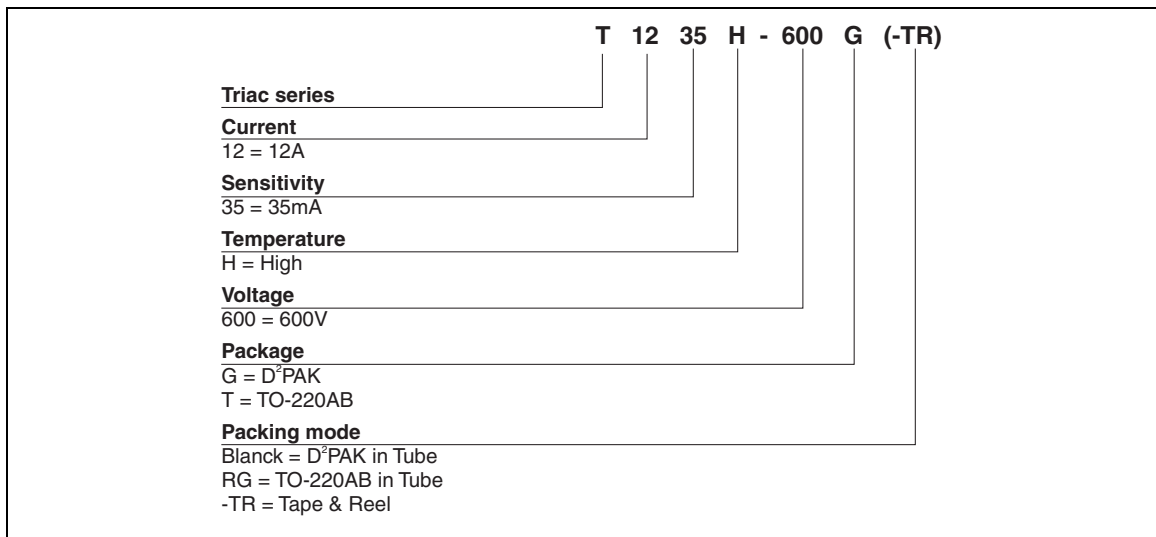 T 12 35 H - 600 G (-TR)
Triac series
Current
12 = 12A
Sensitivity
35 = 35mA
Temperature
H = High
Voltage
600 = 600V
Package
G = D²PAK
T = TO-220AB
Packing mode
Blanck = D²PAK in Tube
RG = TO-220AB in Tube
-TR = Tape & Reel